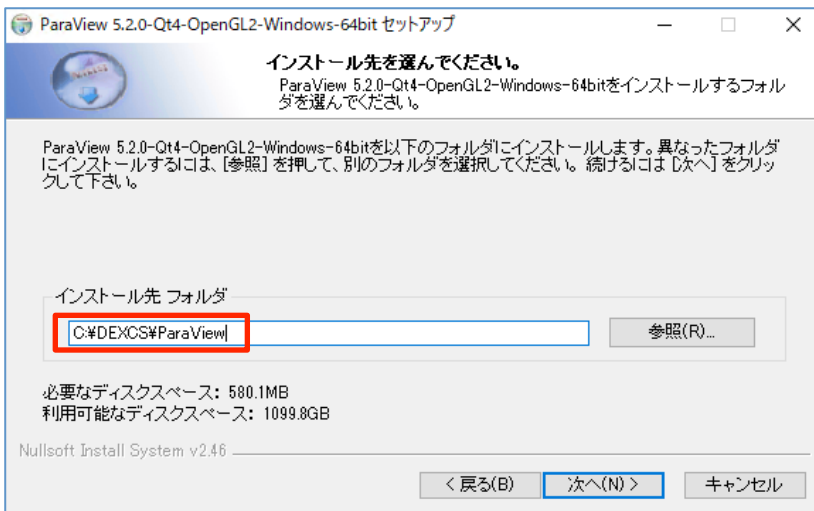 ParaView 5.2.0-Qt4-OpenGL2-Windows-64bit セットアップ
インストール先を選んでください。
ParaView 5.2.0-Qt4-OpenGL2-Windows-64bitをインストールするフォル
ダを選んでください。
ParaView 5.2.0-Qt4-OpenGL2-Windows-64bitを以下のフォルダにインストールします。異なったフォルダ
にインストールするには、[参照] を押して、別のフォルダを選択してください。 続けるには [次へ] をクリッ
クして下さい。
インストール先 フォルダ
C:¥DEXCS¥ParaView
参照(R)...
必要なディスクスペース: 580.1MB
利用可能なディスクスペース: 1099.8GB
Nullsoft Install System v2.46
< 戻る(B)
次へ(N) >
キャンセル